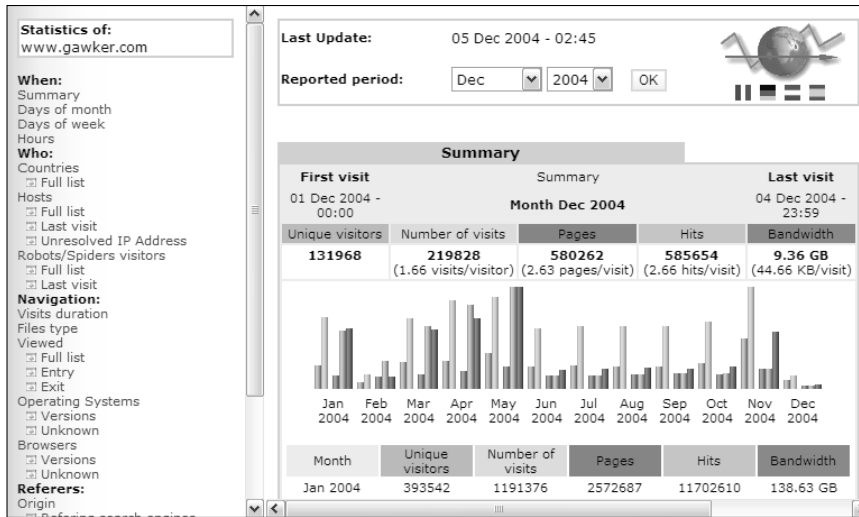 Statistics of:
www.gawker.com
When:
Summary
Days of month
Days of week
Hours
Who:
Countries
Full list
Hosts
Full list
Last visit
Unresolved IP Address
Robots/Spiders visitors
Full list
Last visit
Navigation:
Visits duration
Files type
Viewed
Full list
Entry
Exit
Operating Systems
Versions
Unknown
Browsers
Versions
Unknown
Referers:
Origin
Refering search engines
Last Update: 05 Dec 2004 - 02:45
Reported period: Dec 2004 OK
Summary
First visit Summary Last visit
01 Dec 2004 - 00:00 Month Dec 2004 04 Dec 2004 - 23:59
Unique visitors Number of visits Pages Hits Bandwidth
131968 219828 580262 585654 9.36 GB
(1.66 visits/visitor) (2.63 pages/visit) (2.66 hits/visit) (44.66 KB/visit)
Jan Feb Mar Apr May Jun Jul Aug Sep Oct Nov Dec
2004 2004 2004 2004 2004 2004 2004 2004 2004 2004 2004 2004
Month Unique visitors Number of visits Pages Hits Bandwidth
Jan 2004 393542 1191376 2572687 11702610 138.63 GB